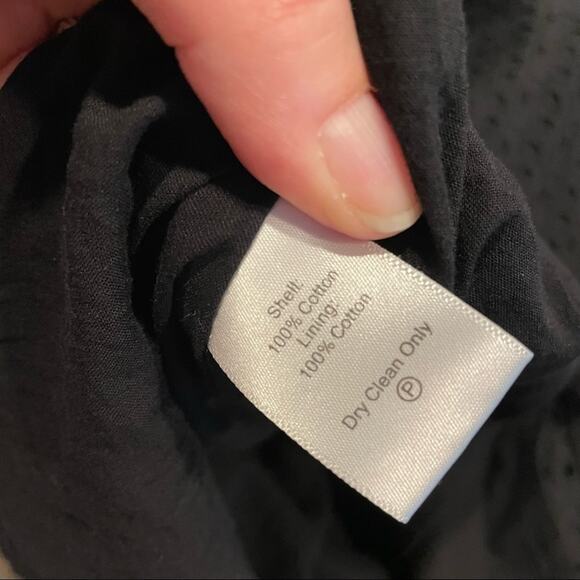 Shell:
100% Cotton
Lining:
100% Cotton
Dry Clean Only
P